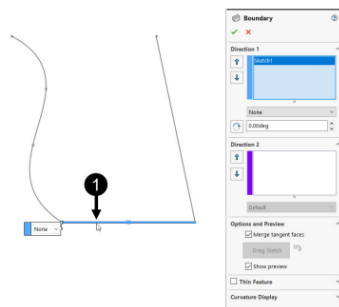 Boundary
Direction 1
Sketch1
None
0.00deg
Direction 2
Default
Options and Preview
Merge tangent faces
Drag Sketch
Show preview
Thin Feature
Curvature Display
1
None